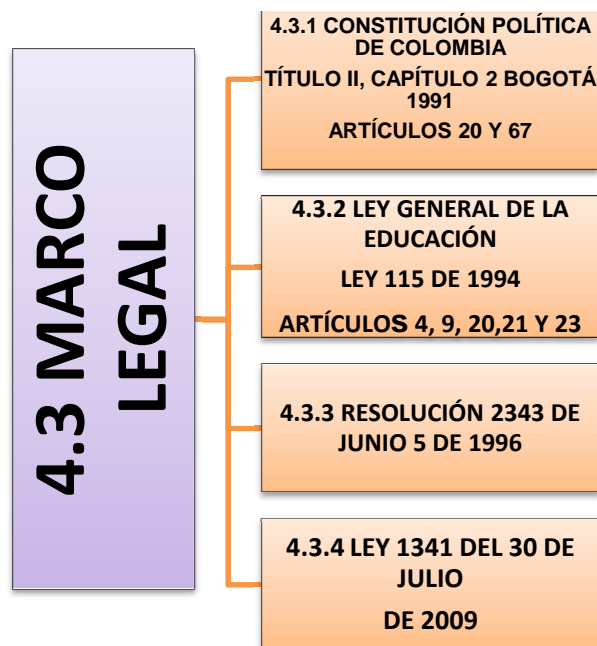 4.3 MARCO
LEGAL
4.3.1 CONSTITUCIÓN POLÍTICA
DE COLOMBIA
TÍTULO II, CAPÍTULO 2 BOGOTÁ
1991
ARTÍCULOS 20 Y 67
4.3.2 LEY GENERAL DE LA
EDUCACIÓN
LEY 115 DE 1994
ARTÍCULOS 4, 9, 20,21 Y 23
4.3.3 RESOLUCIÓN 2343 DE
JUNIO 5 DE 1996
4.3.4 LEY 1341 DEL 30 DE
JULIO
DE 2009